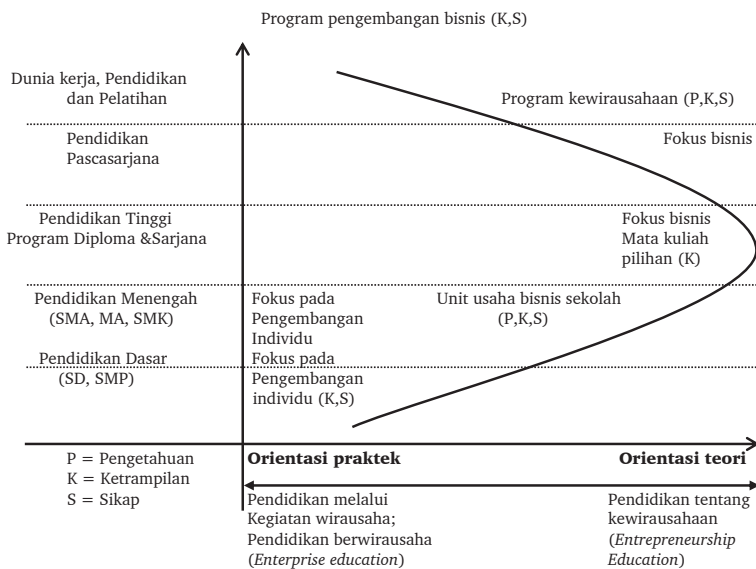 Program pengembangan bisnis (K,S)
Dunia kerja, Pendidikan
dan Pelatihan
Program kewirausahaan (P,K,S)
Pendidikan
Pascasarjana
Fokus bisnis
Pendidikan Tinggi
Program Diploma &Sarjana
Fokus bisnis
Mata kuliah
pilihan (K)
Pendidikan Menengah
(SMA, MA, SMK)
Fokus pada
Pengembangan
Individu
Unit usaha bisnis sekolah
(P,K,S)
Pendidikan Dasar
(SD, SMP)
Fokus pada
Pengembangan
individu (K,S)
P = Pengetahuan
K = Ketrampilan
S = Sikap
Orientasi praktek
Orientasi teori
Pendidikan melalui
Kegiatan wirausaha;
Pendidikan berwirausaha
(Enterprise education)
Pendidikan tentang
kewirausahaan
(Entrepreneurship
Education)